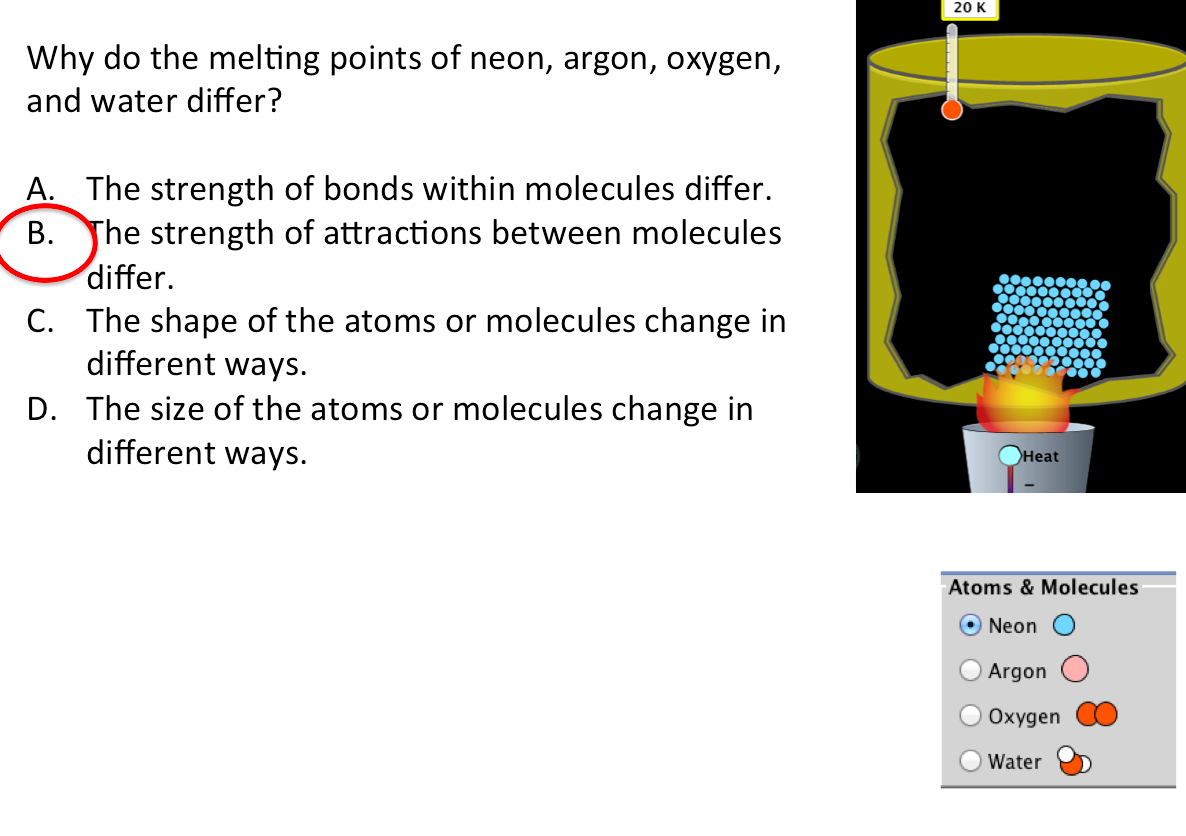 Why do the melting points of neon, argon, oxygen,
and water differ?
A. The strength of bonds within molecules differ.
B. The strength of attractions between molecules
differ.
C. The shape of the atoms or molecules change in
different ways.
D. The size of the atoms or molecules change in
different ways.
20 K
Heat
–
Atoms & Molecules
Neon
Argon
Oxygen
Water